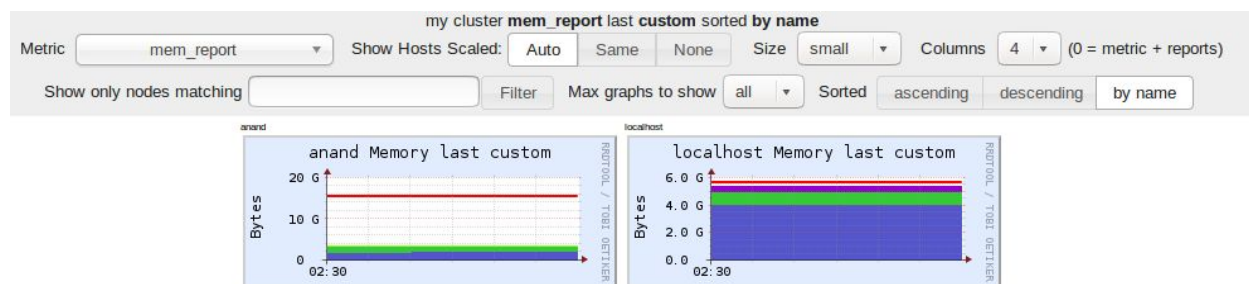 my cluster mem_report last custom sorted by name
Metric mem_report Show Hosts Scaled: Auto Same None Size small Columns 4 (0 = metric + reports)
Show only nodes matching Filter Max graphs to show all Sorted ascending descending by name
anand
anand Memory last custom
20 G
10 G
0
Bytes
02:30
RRDTOOL / TOBI OETIKER
localhost
localhost Memory last custom
6.0 G
4.0 G
2.0 G
0.0
Bytes
02:30
RRDTOOL / TOBI OETIKER